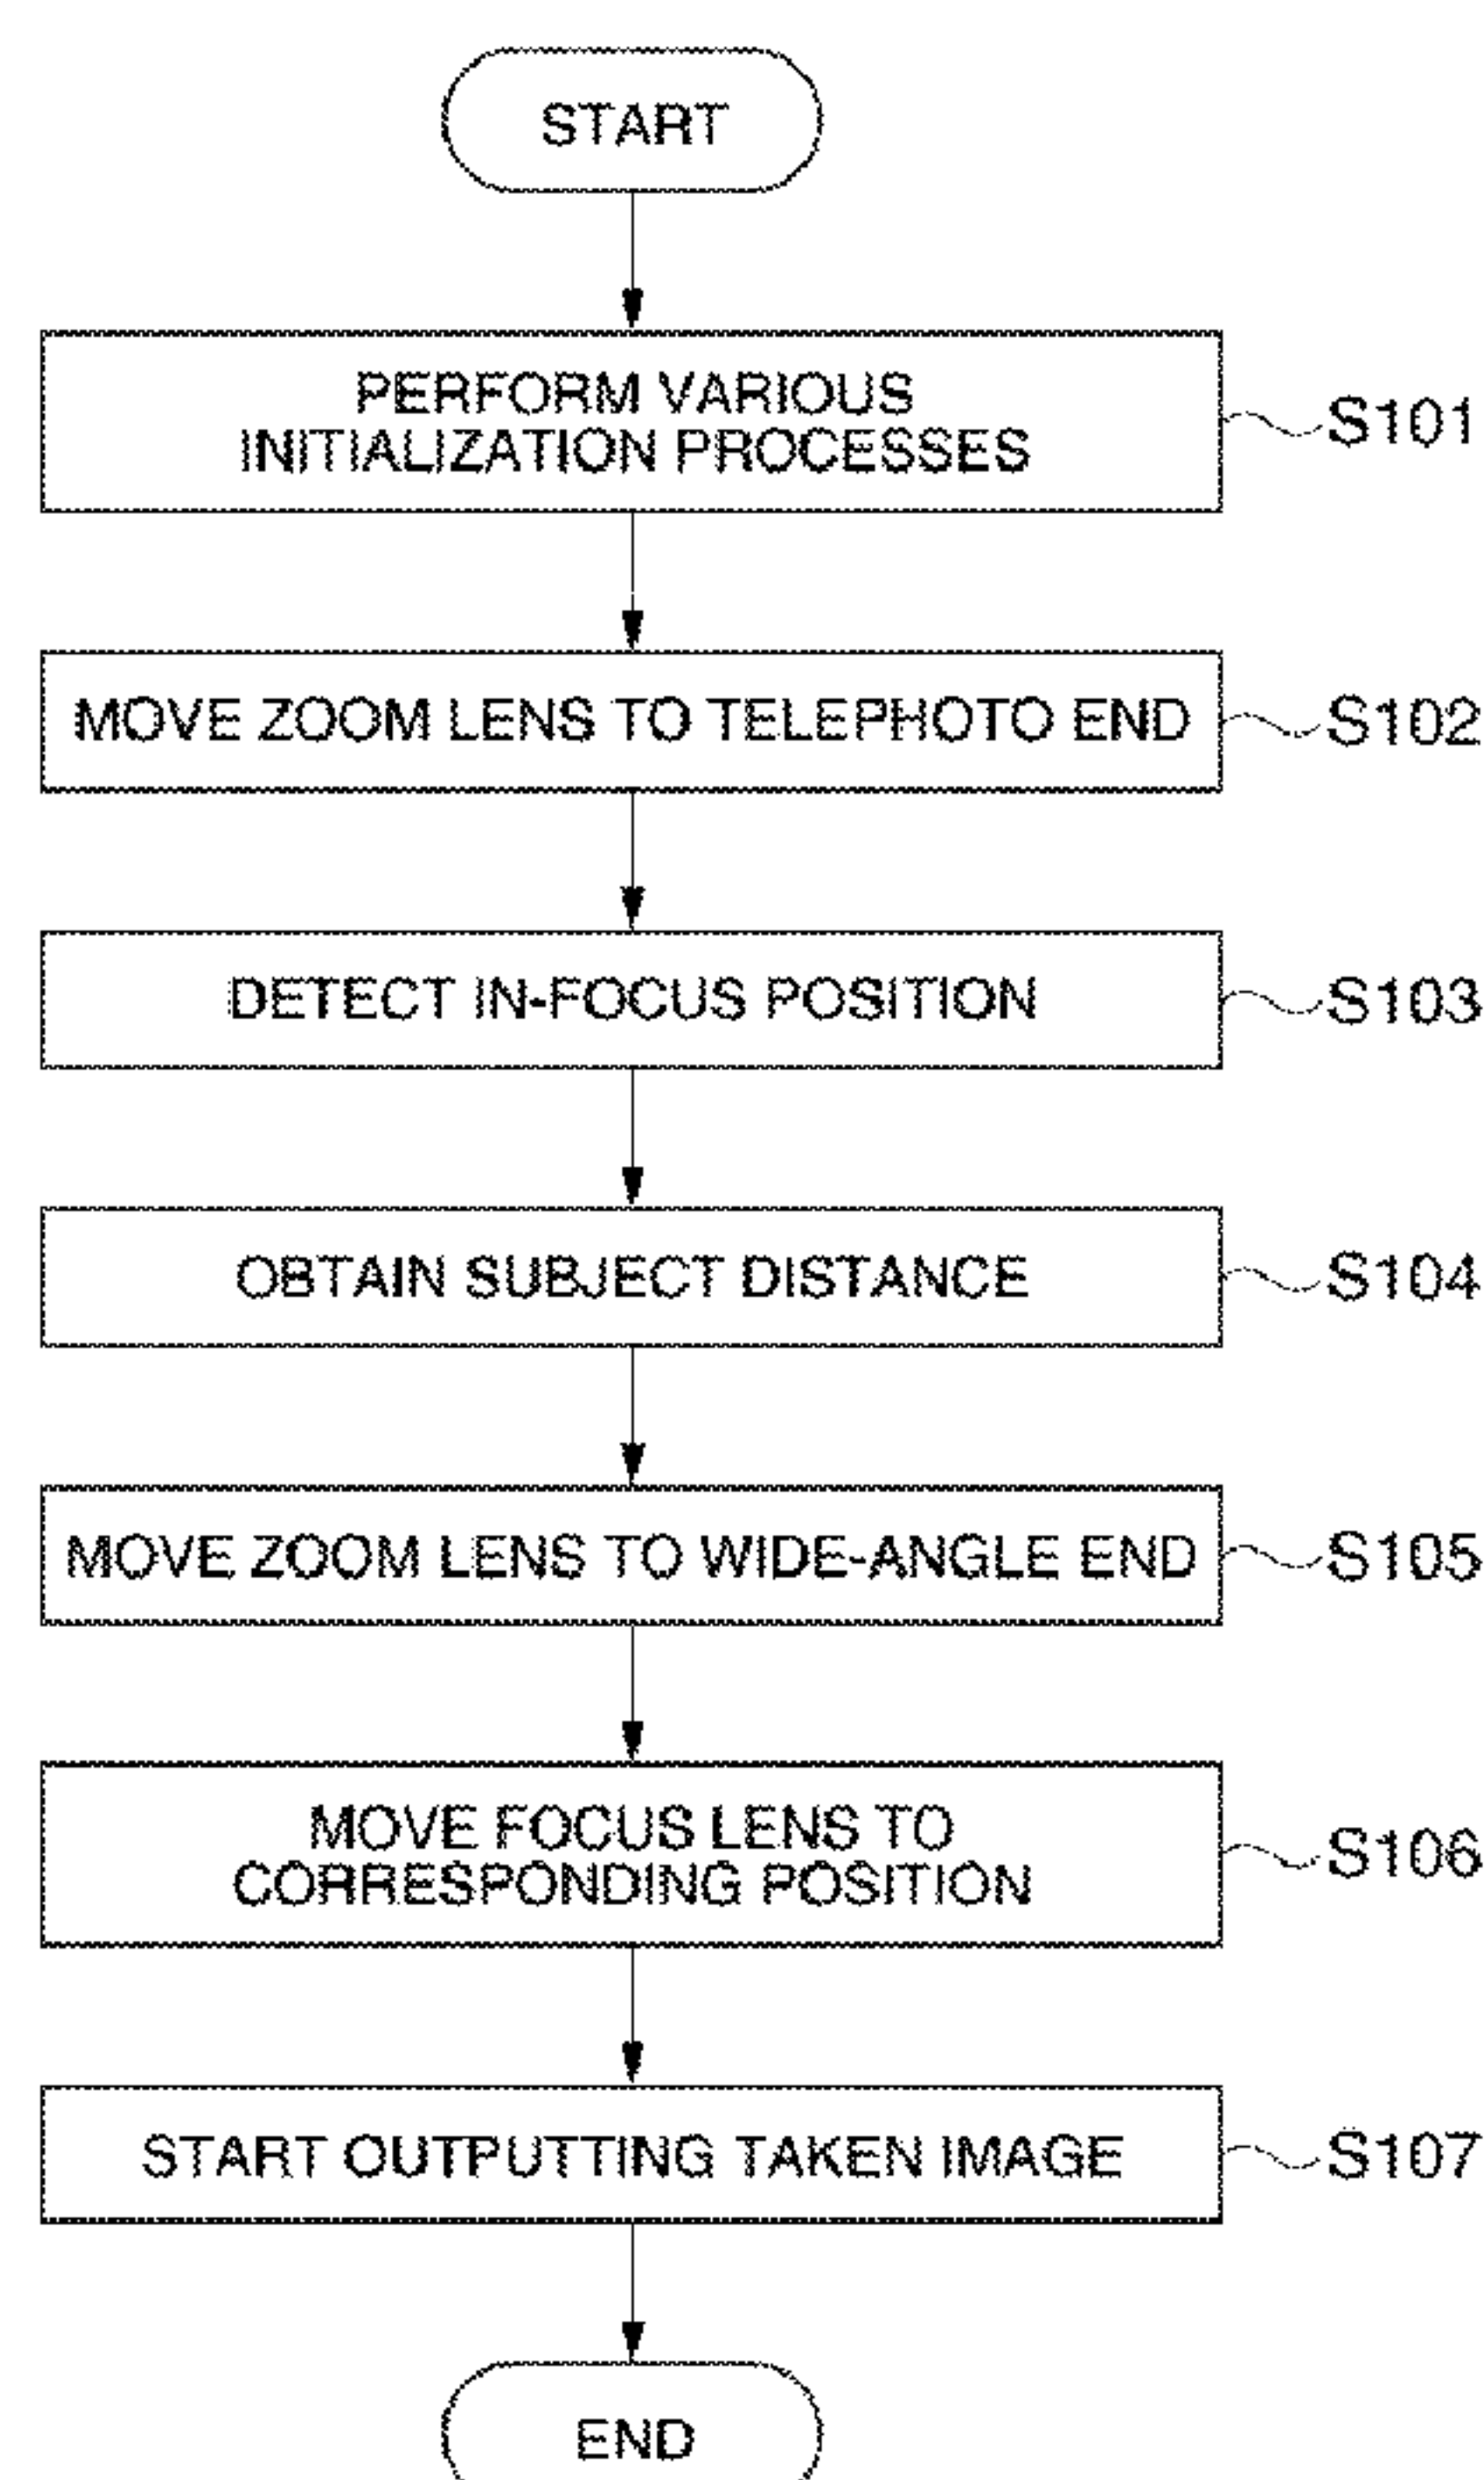 START
PERFORM VARIOUS
INITIALIZATION PROCESSES
S101
MOVE ZOOM LENS TO TELEPHOTO END
S102
DETECT IN-FOCUS POSITION
S103
OBTAIN SUBJECT DISTANCE
S104
MOVE ZOOM LENS TO WIDE-ANGLE END
S105
MOVE FOCUS LENS TO
CORRESPONDING POSITION
S106
START OUTPUTTING TAKEN IMAGE
S107
END